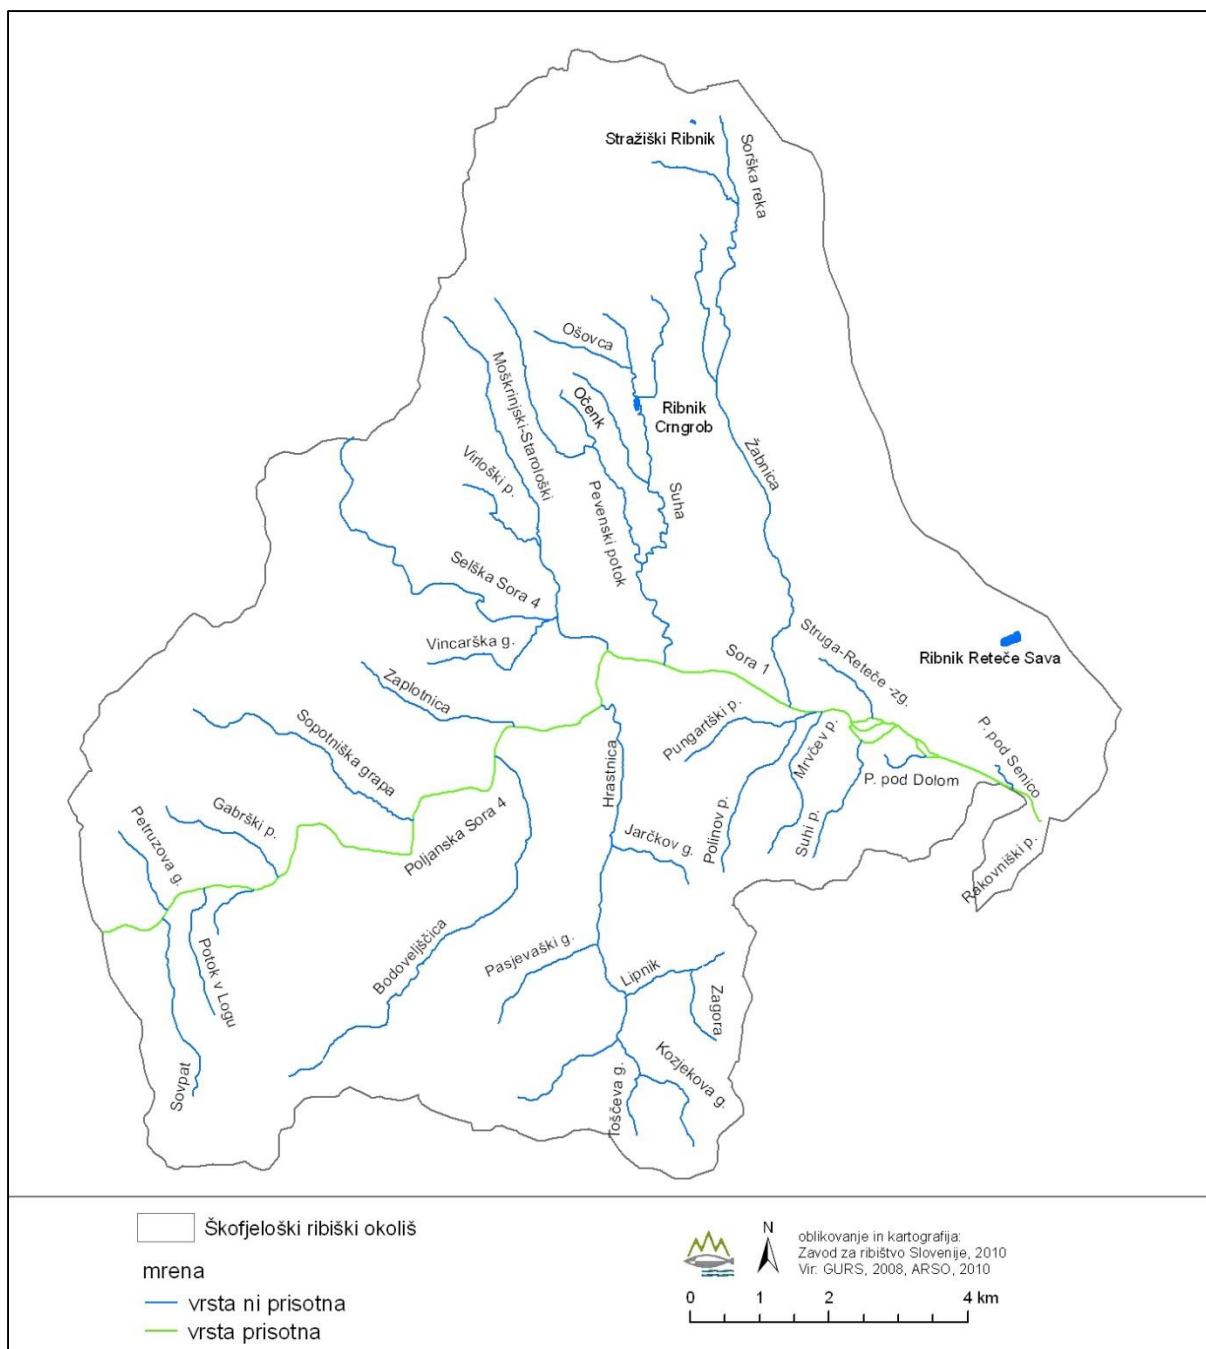 Stražiški Ribnik
Sorška reka
Ošovca
Moškrinjski-Starološki
Očenk
Ribnik
Crngrob
Virloški p.
Žabnica
Suha
Pevenski potok
Selška Sora 4
Vincarška g.
Struga-Reteče -zg.
Ribnik Reteče Sava
Sora 1
Zaplotnica
Sopotniška grapa
Pungartški p.
P. pod Senico
Mrvčev p.
Hrastnica
P. pod Dolom
Gabrški p.
Petruzova g.
Poljanska Sora 4
Polinov p.
Suhi p.
Jarčkov g.
Rakovniški p.
Potok v Logu
Bodoveljščica
Pasjevaški g.
Lipnik
Zagora
Sovpat
Kozjekova g.
Toščeva g.
Škofjeloški ribiški okoliš
mrena
vrsta ni prisotna
vrsta prisotna
N
oblikovanje in kartografija:
Zavod za ribištvo Slovenije, 2010
Vir: GURS, 2008, ARSO, 2010
0 1 2 4 km